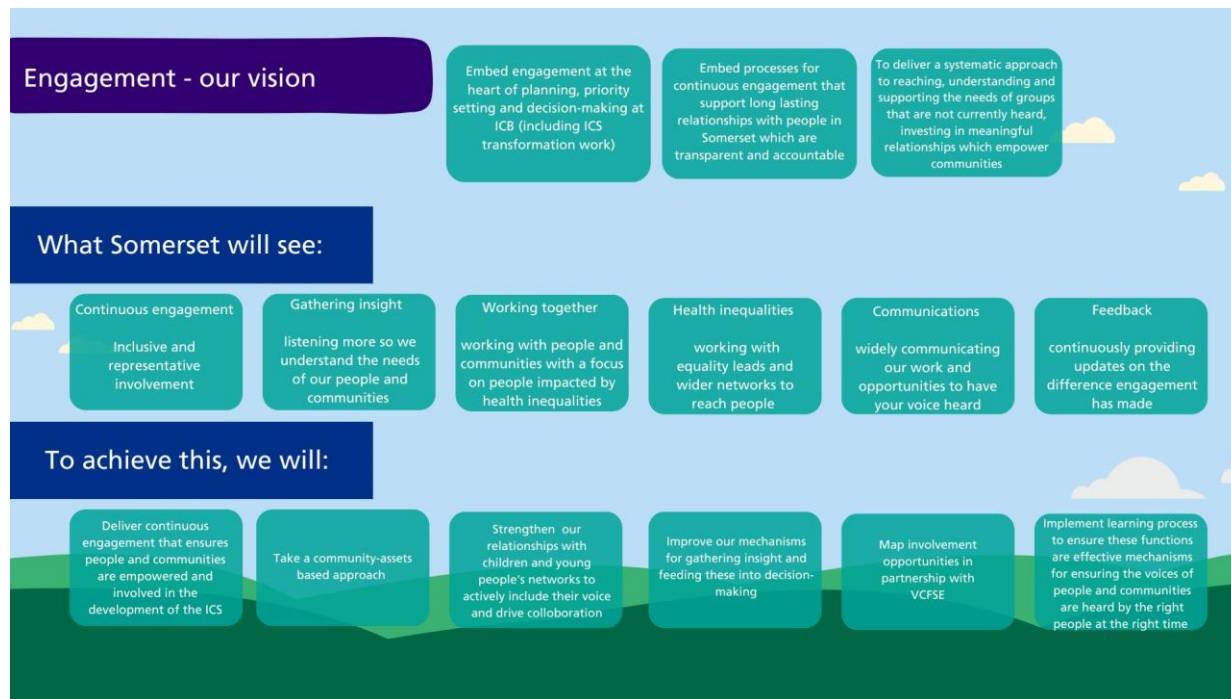 Engagement - our vision
Embed engagement at the
heart of planning, priority
setting and decision-making at
ICB (including ICS
transformation work)
Embed processes for
continuous engagement that
support long lasting
relationships with people in
Somerset which are
transparent and accountable
To deliver a systematic approach
to reaching, understanding and
supporting the needs of groups
that are not currently heard,
investing in meaningful
relationships which empower
communities
What Somerset will see:
Continuous engagement
Inclusive and
representative
involvement
Gathering insight
listening more so we
understand the needs
of our people and
communities
Working together
working with people and
communities with a focus
on people impacted by
health inequalities
Health inequalities
working with
equality leads and
wider networks to
reach people
Communications
widely communicating
our work and
opportunities to have
your voice heard
Feedback
continuously providing
updates on the
difference engagement
has made
To achieve this, we will:
Deliver continuous
engagement that ensures
people and communities
are empowered and
involved in the
development of the ICS
Take a community-assets
based approach
Strengthen our
relationships with
children and young
people's networks to
actively include their voice
and drive colloboration
Improve our mechanisms
for gathering insight and
feeding these into decision-
making
Map involvement
opportunities in
partnership with
VCFSE
Implement learning process
to ensure these functions
are effective mechanisms
for ensuring the voices of
people and communities
are heard by the right
people at the right time